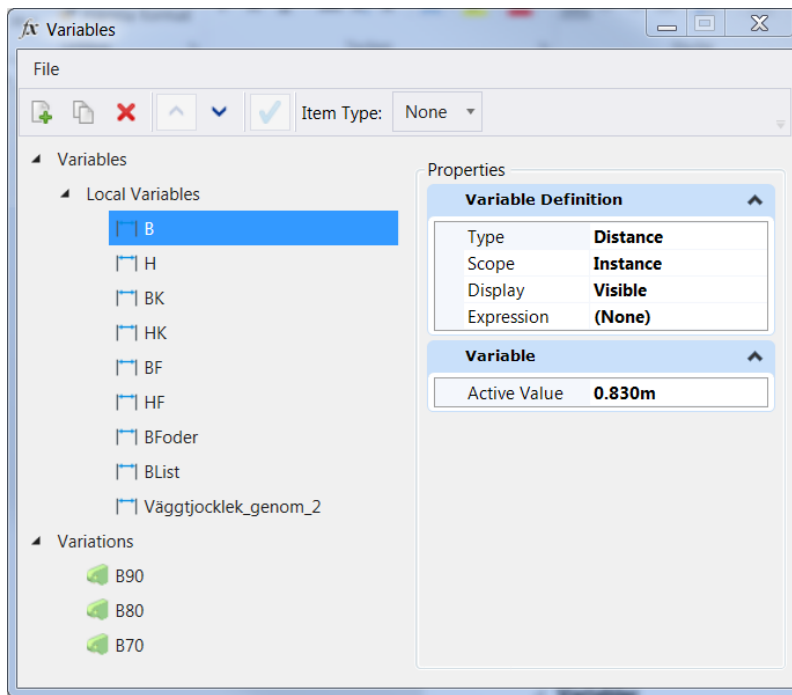 fx Variables
File
Item Type: None
Variables
Local Variables
B
H
BK
HK
BF
HF
BFoder
BList
Väggtjocklek_genom_2
Variations
B90
B80
B70
Properties
Variable Definition
Type Distance
Scope Instance
Display Visible
Expression (None)
Variable
Active Value 0.830m